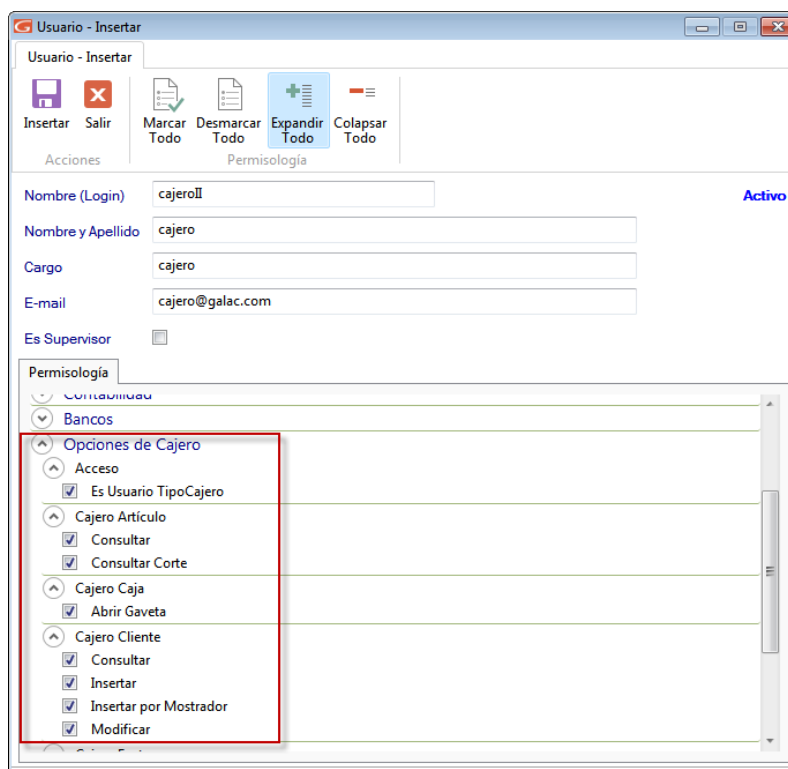 Usuario - Insertar
Usuario - Insertar
Insertar Salir Marcar Todo Desmarcar Todo Expandir Todo Colapsar Todo
Acciones Permisología
Nombre (Login) cajeroII Activo
Nombre y Apellido cajero
Cargo cajero
E-mail cajero@galac.com
Es Supervisor
Permisología
Contabilidad
Bancos
Opciones de Cajero
Acceso
Es Usuario TipoCajero
Cajero Artículo
Consultar
Consultar Corte
Cajero Caja
Abrir Gaveta
Cajero Cliente
Consultar
Insertar
Insertar por Mostrador
Modificar